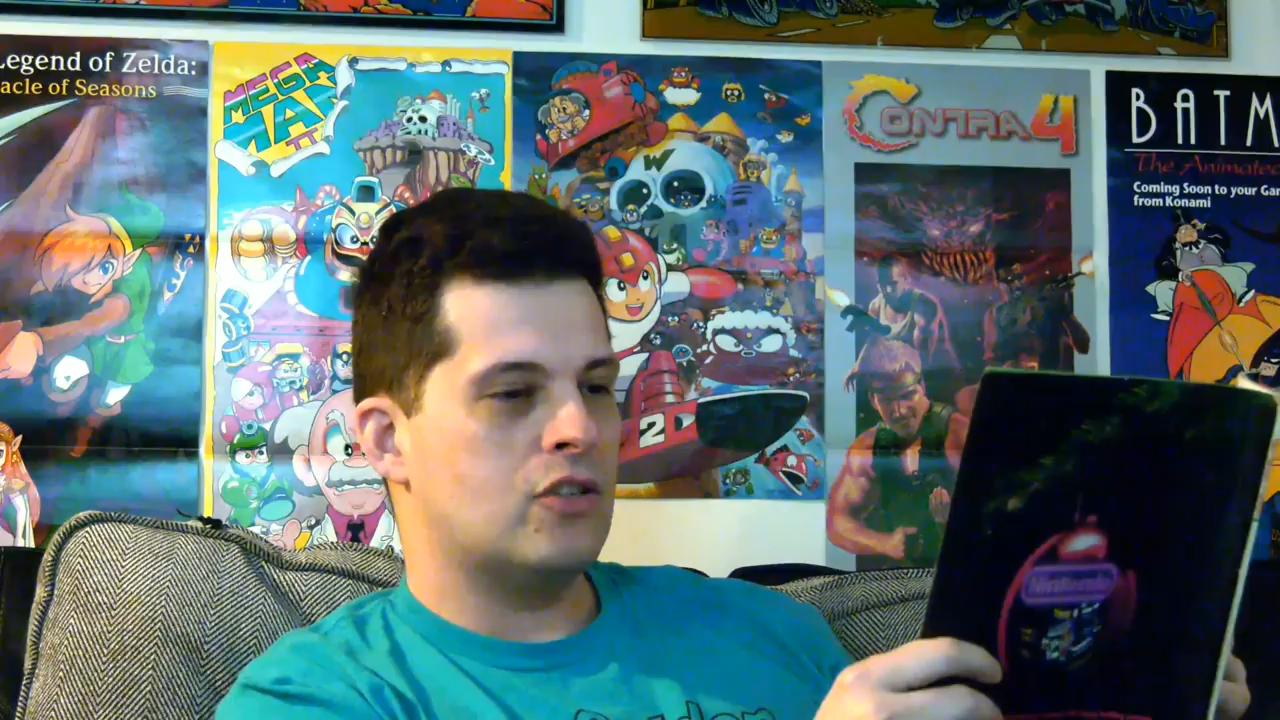 Legend of Zelda:
acle of Seasons
MEGA
MAN
W
CONTRA 4
BATM
The Animated
Coming Soon to your Ga
from Konami
2
Nintendo